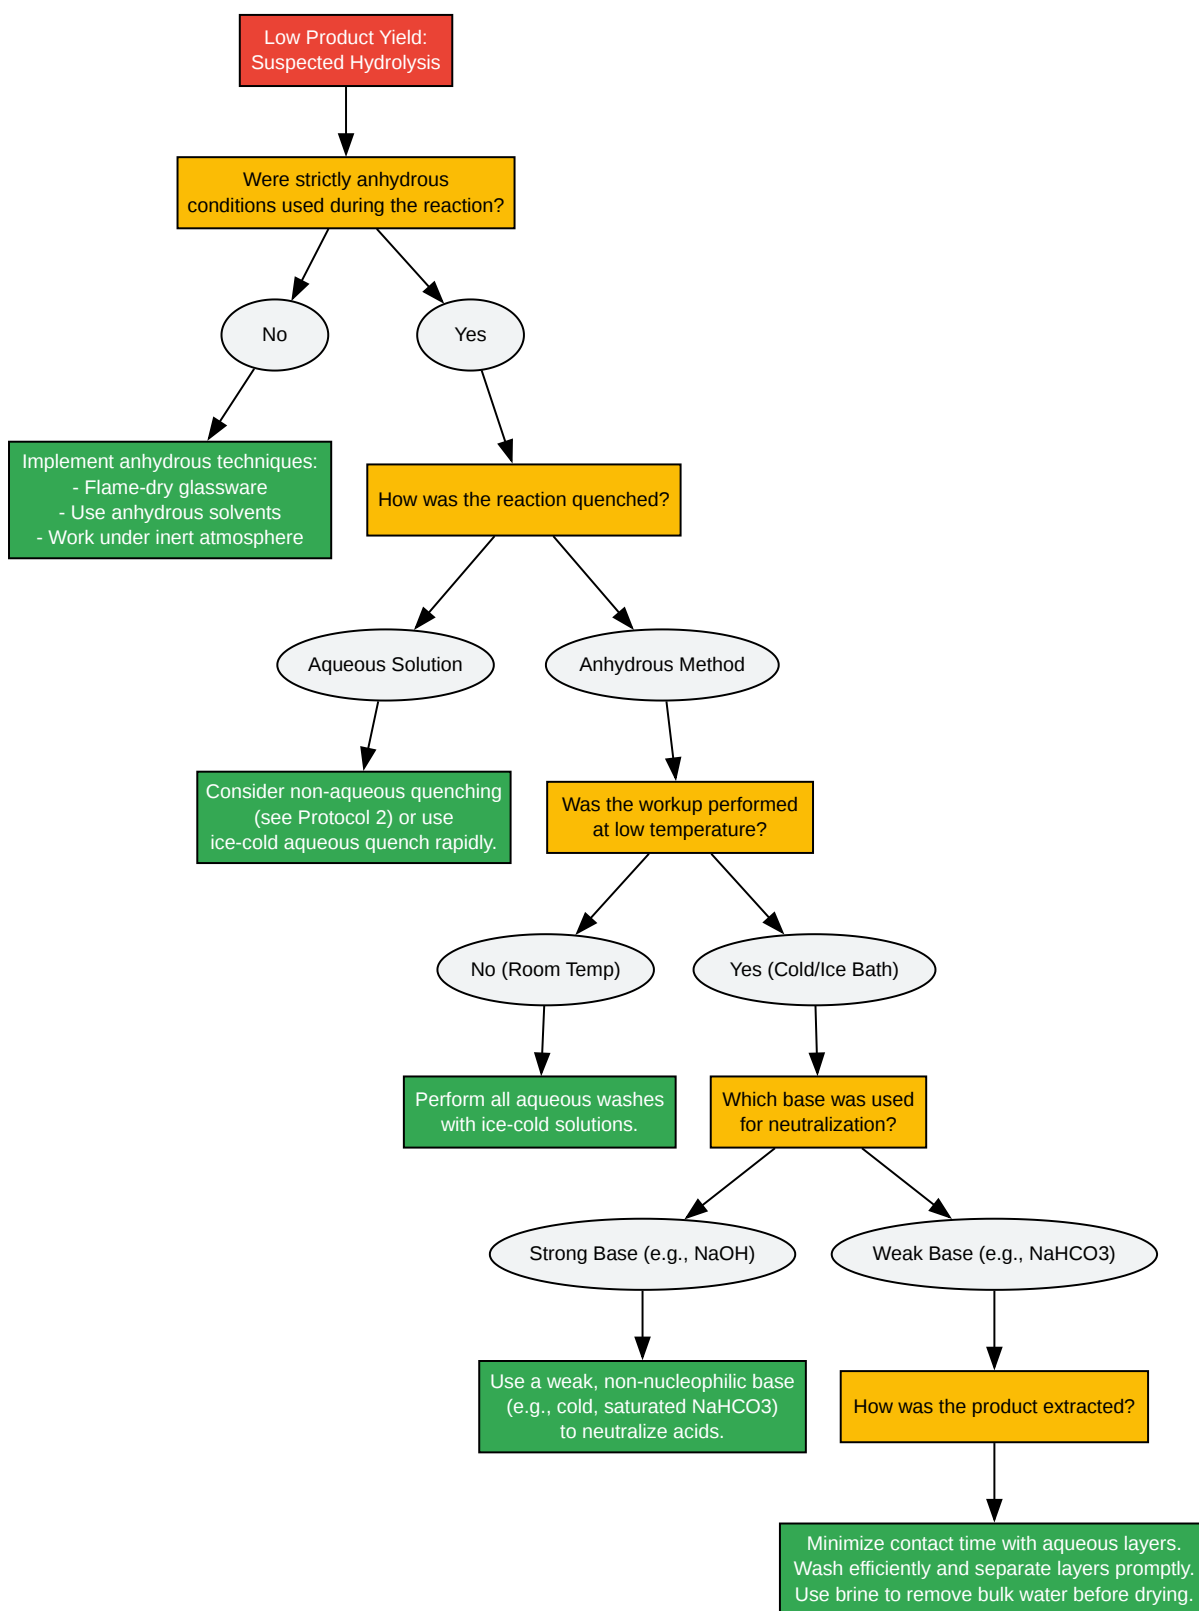 Low Product Yield:
Suspected Hydrolysis
Were strictly anhydrous
conditions used during the reaction?
No
Yes
Implement anhydrous techniques:
- Flame-dry glassware
- Use anhydrous solvents
- Work under inert atmosphere
How was the reaction quenched?
Aqueous Solution
Anhydrous Method
Consider non-aqueous quenching
(see Protocol 2) or use
ice-cold aqueous quench rapidly.
Was the workup performed
at low temperature?
No (Room Temp)
Yes (Cold/Ice Bath)
Perform all aqueous washes
with ice-cold solutions.
Which base was used
for neutralization?
Strong Base (e.g., NaOH)
Weak Base (e.g., NaHCO3)
Use a weak, non-nucleophilic base
(e.g., cold, saturated NaHCO3)
to neutralize acids.
How was the product extracted?
Minimize contact time with aqueous layers.
Wash efficiently and separate layers promptly.
Use brine to remove bulk water before drying.